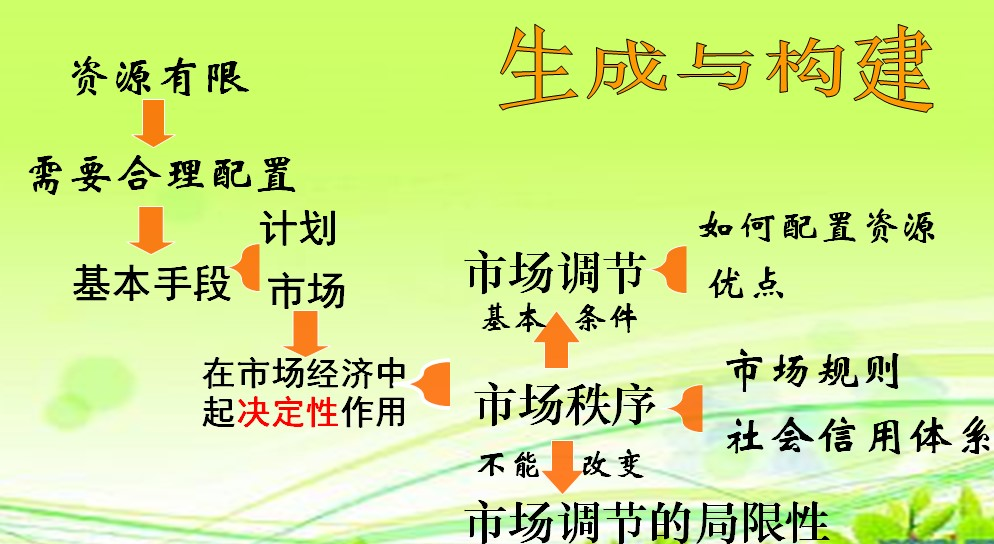 生成与构建
资源有限
需要合理配置
基本手段
计划
市场
在市场经济中
起决定性作用
市场调节
如何配置资源
优点
基本 条件
市场秩序
市场规则
社会信用体系
不能 改变
市场调节的局限性